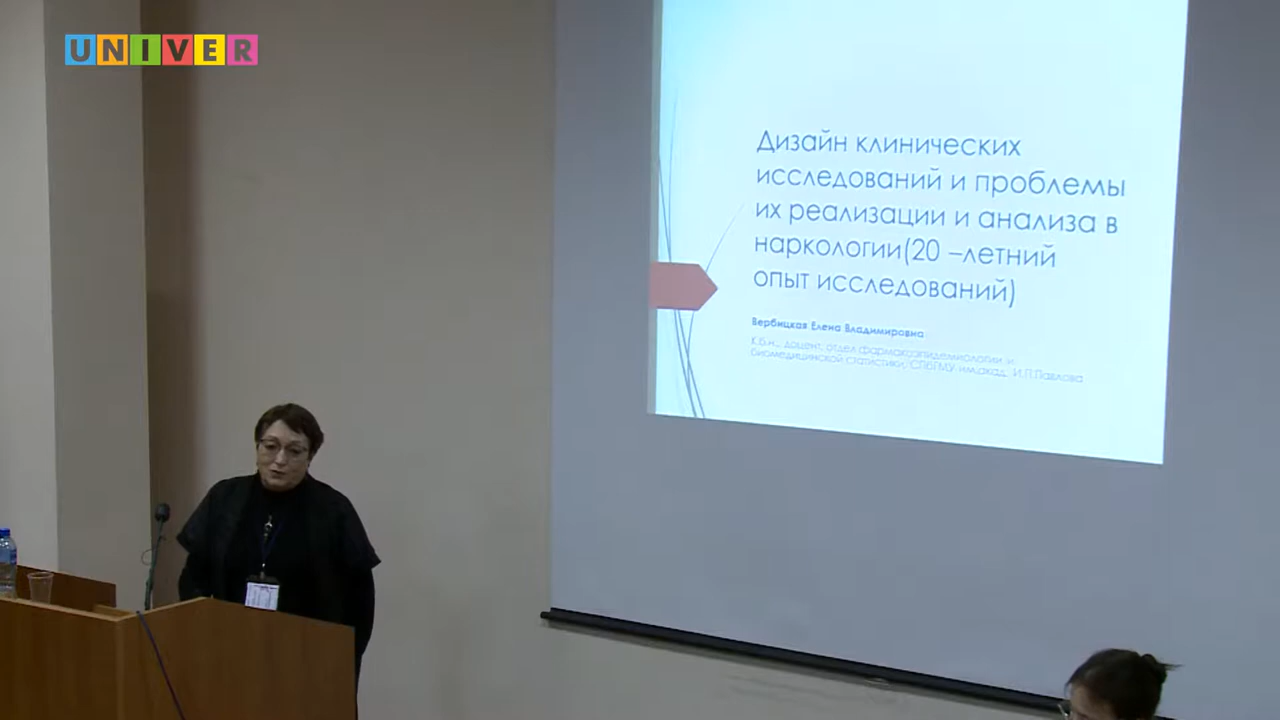 UNIVER
Дизайн клинических
исследований и проблемы
их реализации и анализа в
наркологии(20 –летний
опыт исследований)
Вербицкая Елена Владимировна
К.б.н., доцент, отдел фармакоэпидемиологии и
биомедицинской статистики, СПбГМУ им.акад. И.П.Павлова